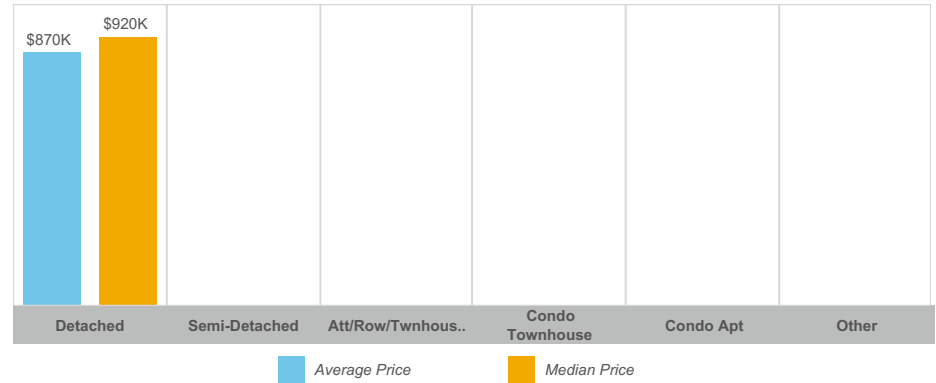 $870K
$920K
Detached
Semi-Detached
Att/Row/Twnhous..
Condo
Townhouse
Condo Apt
Other
Average Price
Median Price